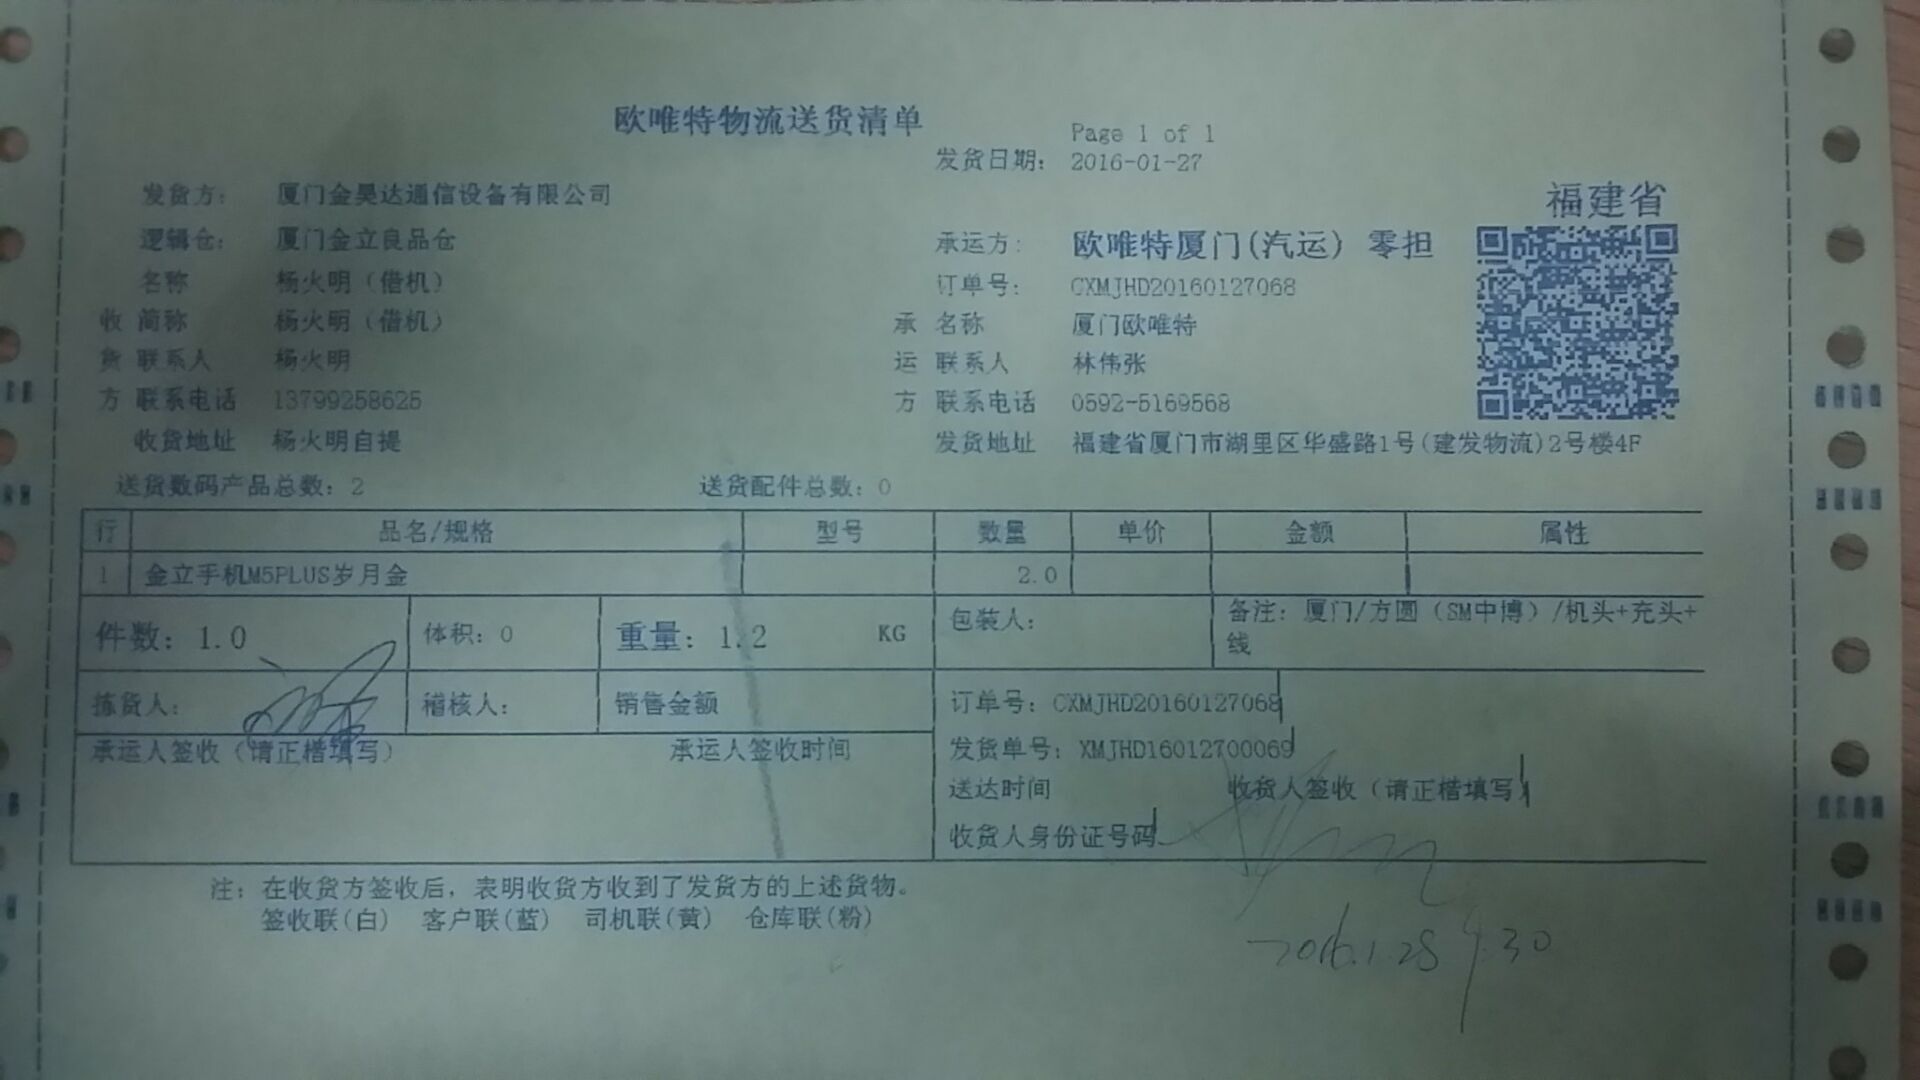 欧唯特物流送货清单
Page 1 of 1
发货日期: 2016-01-27
发货方: 厦门金昊达通信设备有限公司
福建省
逻辑仓: 厦门金立良品仓
承运方: 欧唯特厦门(汽运) 零担
名称 杨火明（借机）
订单号: CXMJHD20160127068
收 简称 杨火明（借机）
承 名称 厦门欧唯特
货 联系人 杨火明
运 联系人 林伟张
方 联系电话 13799258625
方 联系电话 0592-5169568
收货地址 杨火明自提
发货地址 福建省厦门市湖里区华盛路1号(建发物流)2号楼4F
送货数码产品总数: 2 送货配件总数: 0
行 品名/规格 型号 数量 单价 金额 属性
1 金立手机M5PLUS岁月金 2.0
件数: 1.0 体积: 0 重量: 1.2 KG 包装人:
备注: 厦门/方圆（SM中博）/机头+充头+
线
拣货人: 稽核人: 销售金额 订单号: CXMJHD20160127068
承运人签收（请正楷填写） 承运人签收时间 发货单号: XMJHD16012700069
送达时间 收货人签收（请正楷填写）
收货人身份证号码
注: 在收货方签收后, 表明收货方收到了发货方的上述货物。
签收联(白) 客户联(蓝) 司机联(黄) 仓库联(粉)
2016.1.28 9:30